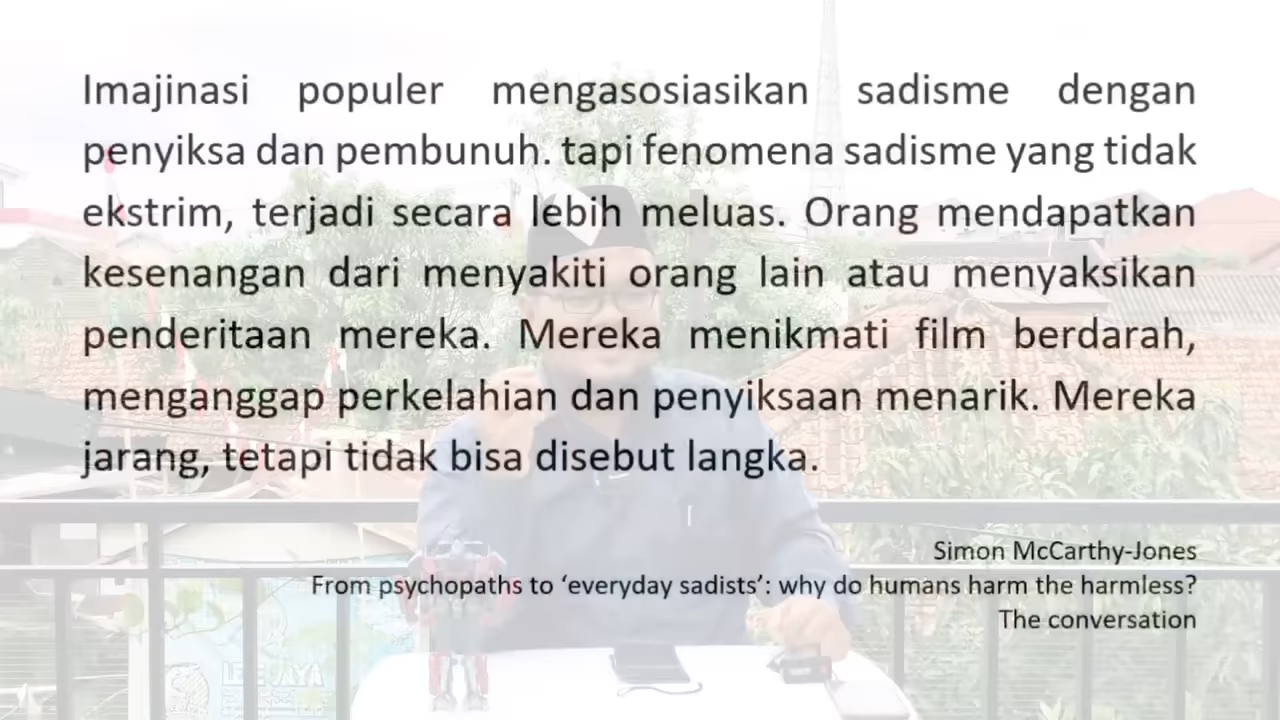 Imajinasi populer mengasosiasikan sadisme dengan
penyiksa dan pembunuh. tapi fenomena sadisme yang tidak
ekstrim, terjadi secara lebih meluas. Orang mendapatkan
kesenangan dari menyakiti orang lain atau menyaksikan
penderitaan mereka. Mereka menikmati film berdarah,
menganggap perkelahian dan penyiksaan menarik. Mereka
jarang, tetapi tidak bisa disebut langka.
Simon McCarthy-Jones
From psychopaths to ‘everyday sadists’: why do humans harm the harmless?
The conversation